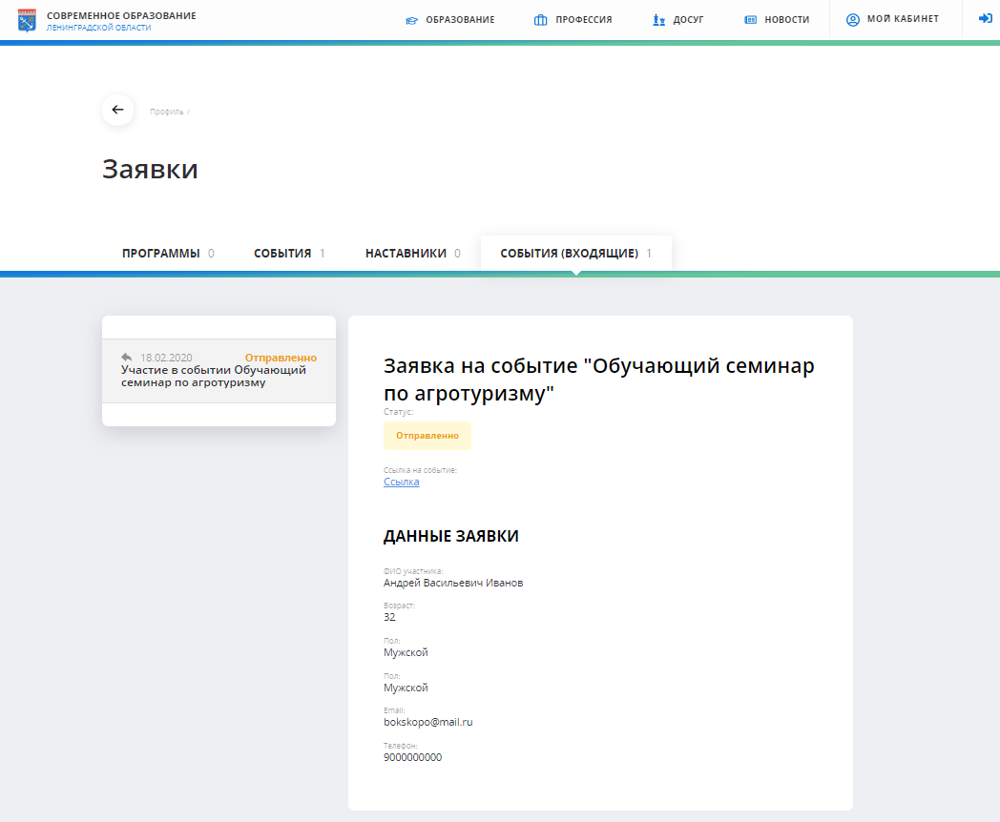 СОВРЕМЕННОЕ ОБРАЗОВАНИЕ
ЛЕНИНГРАДСКОЙ ОБЛАСТИ
ОБРАЗОВАНИЕ
ПРОФЕССИЯ
ДОСУГ
НОВОСТИ
МОЙ КАБИНЕТ
Профиль /
Заявки
ПРОГРАММЫ 0
СОБЫТИЯ 1
НАСТАВНИКИ 0
СОБЫТИЯ (ВХОДЯЩИЕ) 1
18.02.2020 Отправленно
Участие в событии Обучающий
семинар по агротуризму
Заявка на событие "Обучающий семинар
по агротуризму"
Статус:
Отправленно
Ссылка на событие:
Ссылка
ДАННЫЕ ЗАЯВКИ
ФИО участника:
Андрей Васильевич Иванов
Возраст:
32
Пол:
Мужской
Пол:
Мужской
Email:
bokskopo@mail.ru
Телефон:
9000000000